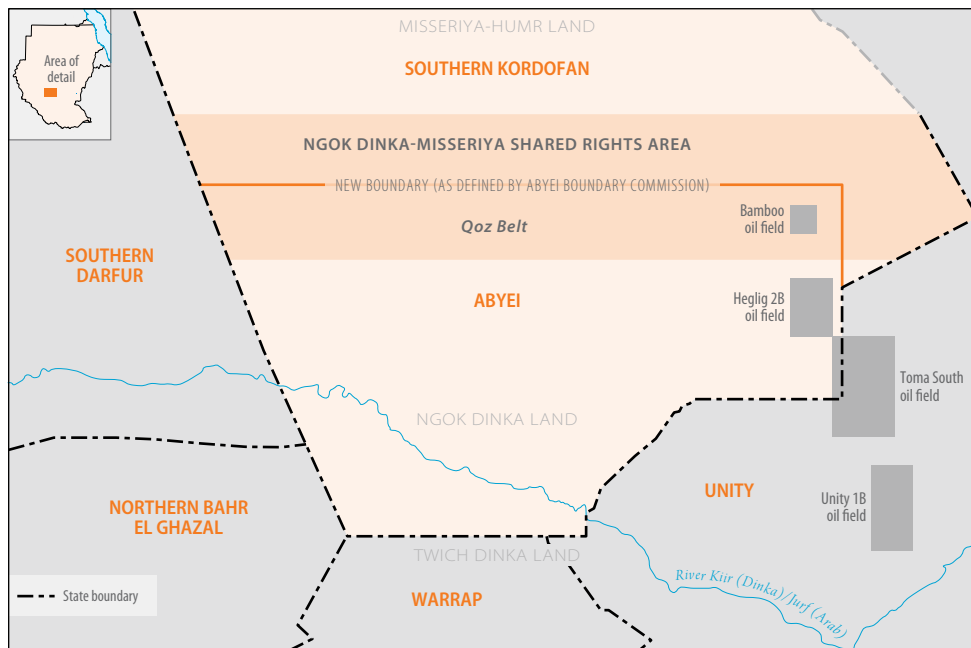 MISSERIYA-HUMR LAND
Area of
detail
SOUTHERN KORDOFAN
NGOK DINKA-MISSERIYA SHARED RIGHTS AREA
NEW BOUNDARY (AS DEFINED BY ABYEI BOUNDARY COMMISSION)
Bamboo
oil field
Qoz Belt
SOUTHERN
DARFUR
ABYEI
Heglig 2B
oil field
Toma South
oil field
NGOK DINKA LAND
UNITY
Unity 1B
oil field
NORTHERN BAHR
EL GHAZAL
TWICH DINKA LAND
River Kiir (Dinka)/Jurf (Arab)
WARRAP
State boundary